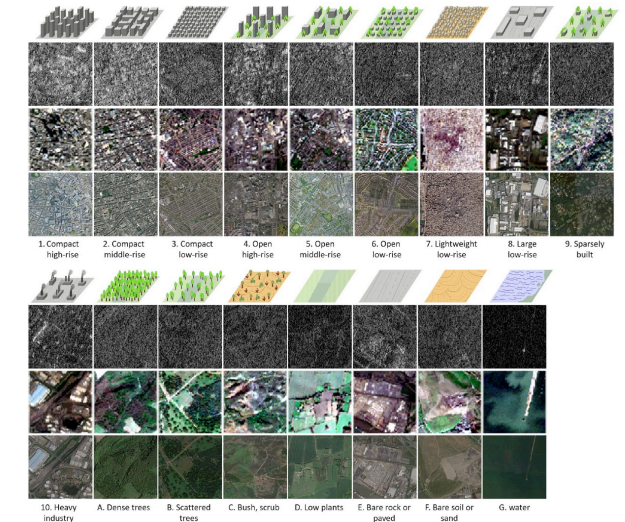 1. Compact
high-rise
2. Compact
middle-rise
3. Compact
low-rise
4. Open
high-rise
5. Open
middle-rise
6. Open
low-rise
7. Lightweight
low-rise
8. Large
low-rise
9. Sparsely
built
10. Heavy
industry
A. Dense trees
B. Scattered
trees
C. Bush, scrub
D. Low plants
E. Bare rock or
paved
F. Bare soil or
sand
G. water